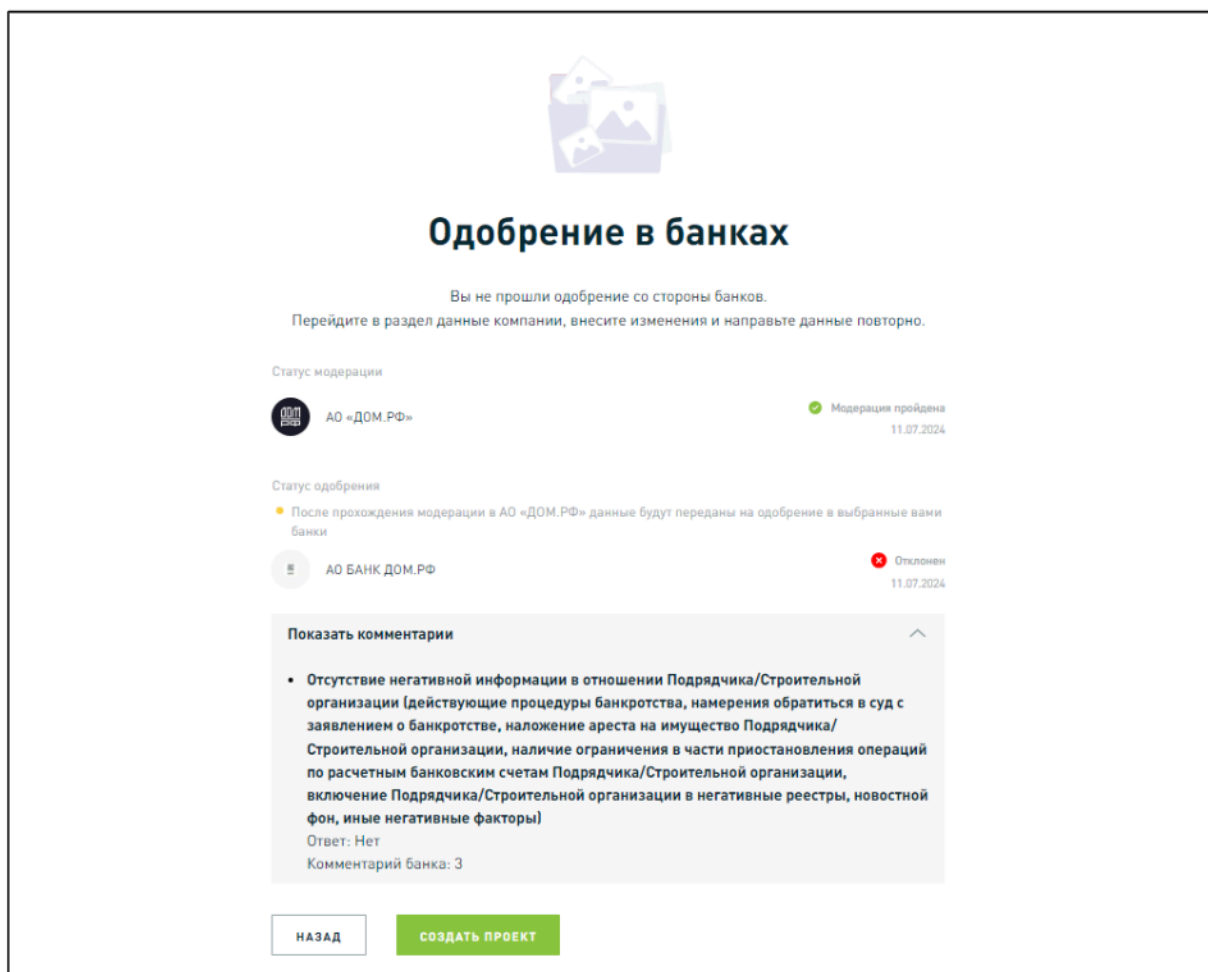 Одобрение в банках
Вы не прошли одобрение со стороны банков.
Перейдите в раздел данные компании, внесите изменения и направьте данные повторно.
Статус модерации
ДОМ РФ
АО «ДОМ.РФ»
Модерация пройдена
11.07.2024
Статус одобрения
После прохождения модерации в АО «ДОМ.РФ» данные будут переданы на одобрение в выбранные вами
банки
АО БАНК ДОМ.РФ
Отклонен
11.07.2024
Показать комментарии
• Отсутствие негативной информации в отношении Подрядчика/Строительной
организации (действующие процедуры банкротства, намерения обратиться в суд с
заявлением о банкротстве, наложение ареста на имущество Подрядчика/
Строительной организации, наличие ограничения в части приостановления операций
по расчетным банковским счетам Подрядчика/Строительной организации,
включение Подрядчика/Строительной организации в негативные реестры, новостной
фон, иные негативные факторы)
Ответ: Нет
Комментарий банка: 3
НАЗАД
СОЗДАТЬ ПРОЕКТ